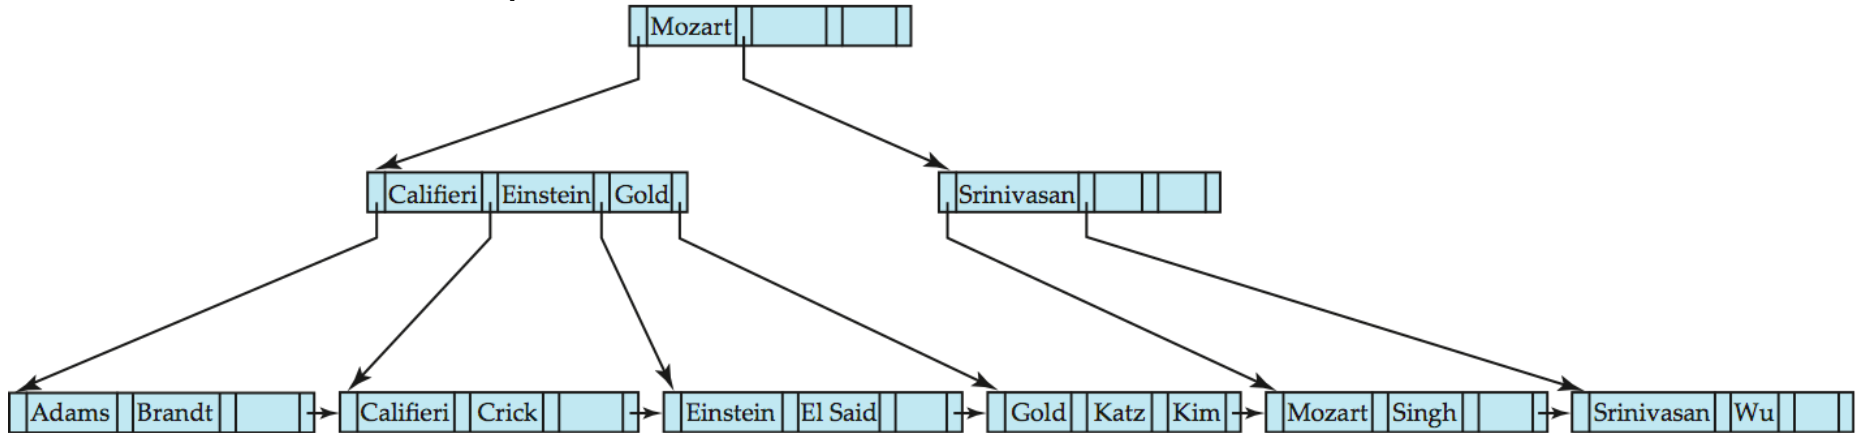 Mozart
Califieri Einstein Gold Srinivasan
Adams Brandt Califieri Crick Einstein El Said Gold Katz Kim Mozart Singh Srinivasan Wu